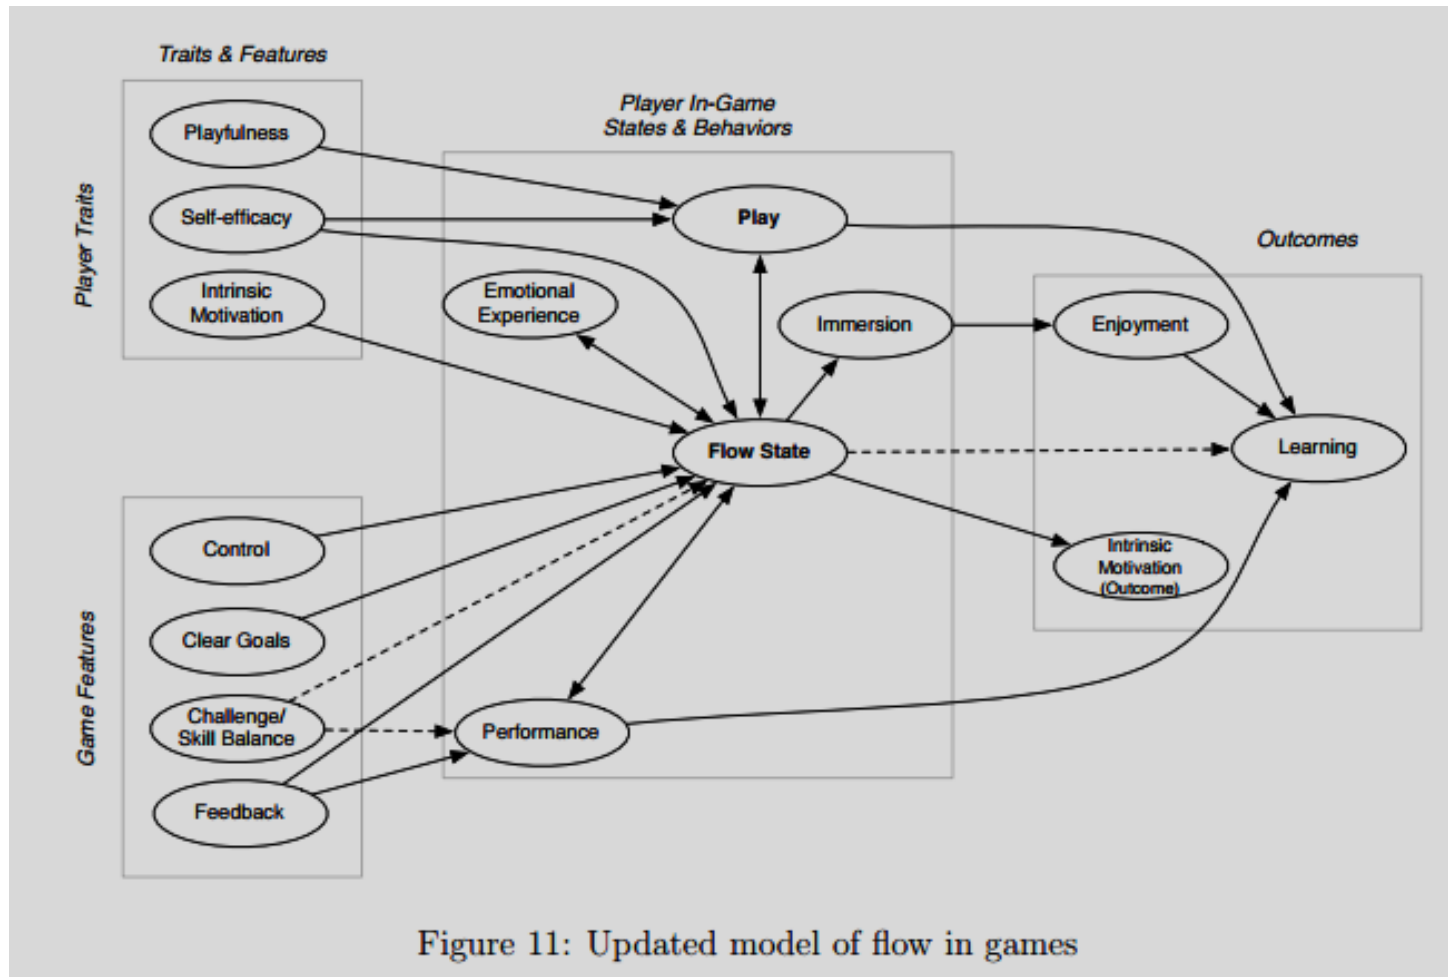 Traits & Features
Player In-Game
States & Behaviors
Outcomes
Player Traits
Playfulness
Self-efficacy
Intrinsic
Motivation
Play
Emotional
Experience
Immersion
Enjoyment
Flow State
Learning
Intrinsic
Motivation
(Outcome)
Game Features
Control
Clear Goals
Challenge/
Skill Balance
Feedback
Performance
Figure 11: Updated model of flow in games